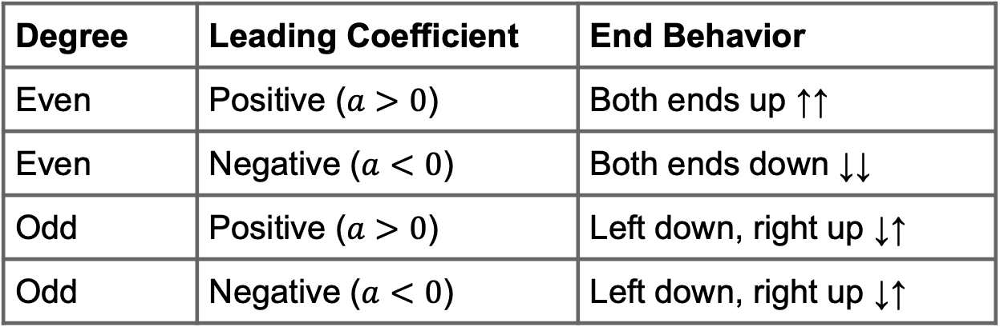 Degree Leading Coefficient End Behavior
Even Positive (𝑎 > 0) Both ends up ↑↑
Even Negative (𝑎 < 0) Both ends down ↓↓
Odd Positive (𝑎 > 0) Left down, right up ↓↑
Odd Negative (𝑎 < 0) Left down, right up ↓↑